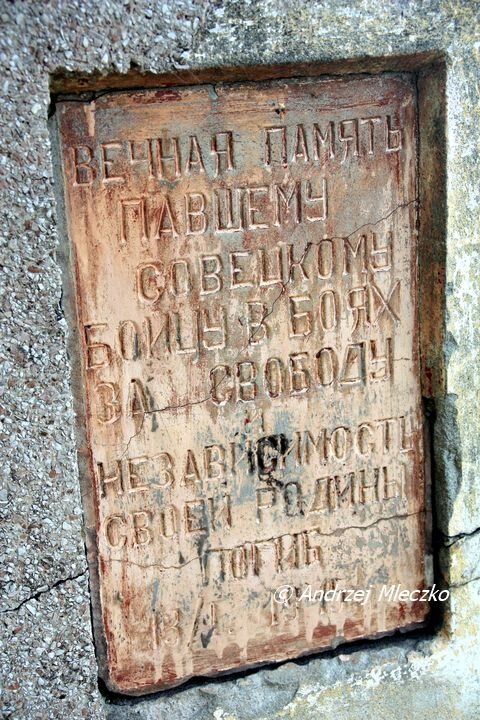 ВЕЧНАЯ ПАМЯТЬ
ПАВШЕМУ
СОВЕЦКОМУ
БОЙЦУ В БОЯХ
ЗА СВОБОДУ
И
НЕЗАВИСИМОСТЬ
СВОЕЙ РОДИНЫ
ПОГИБ
© Andrzej Mleczko